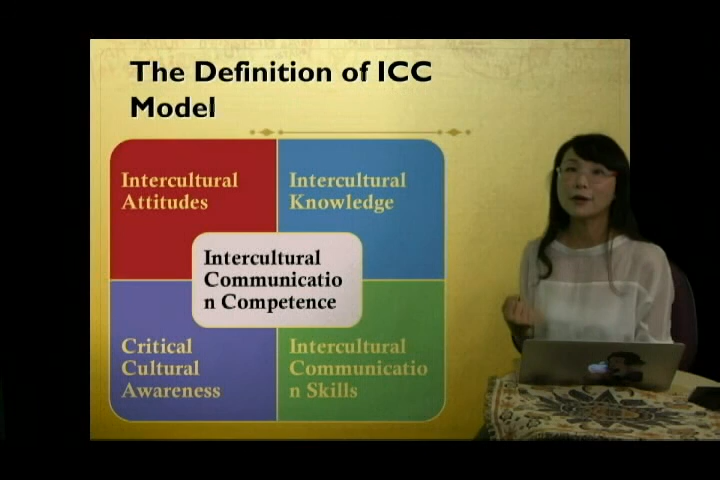 The Definition of ICC
Model
Intercultural
Attitudes
Intercultural
Knowledge
Intercultural
Communicatio
n Competence
Critical
Cultural
Awareness
Intercultural
Communicatio
n Skills